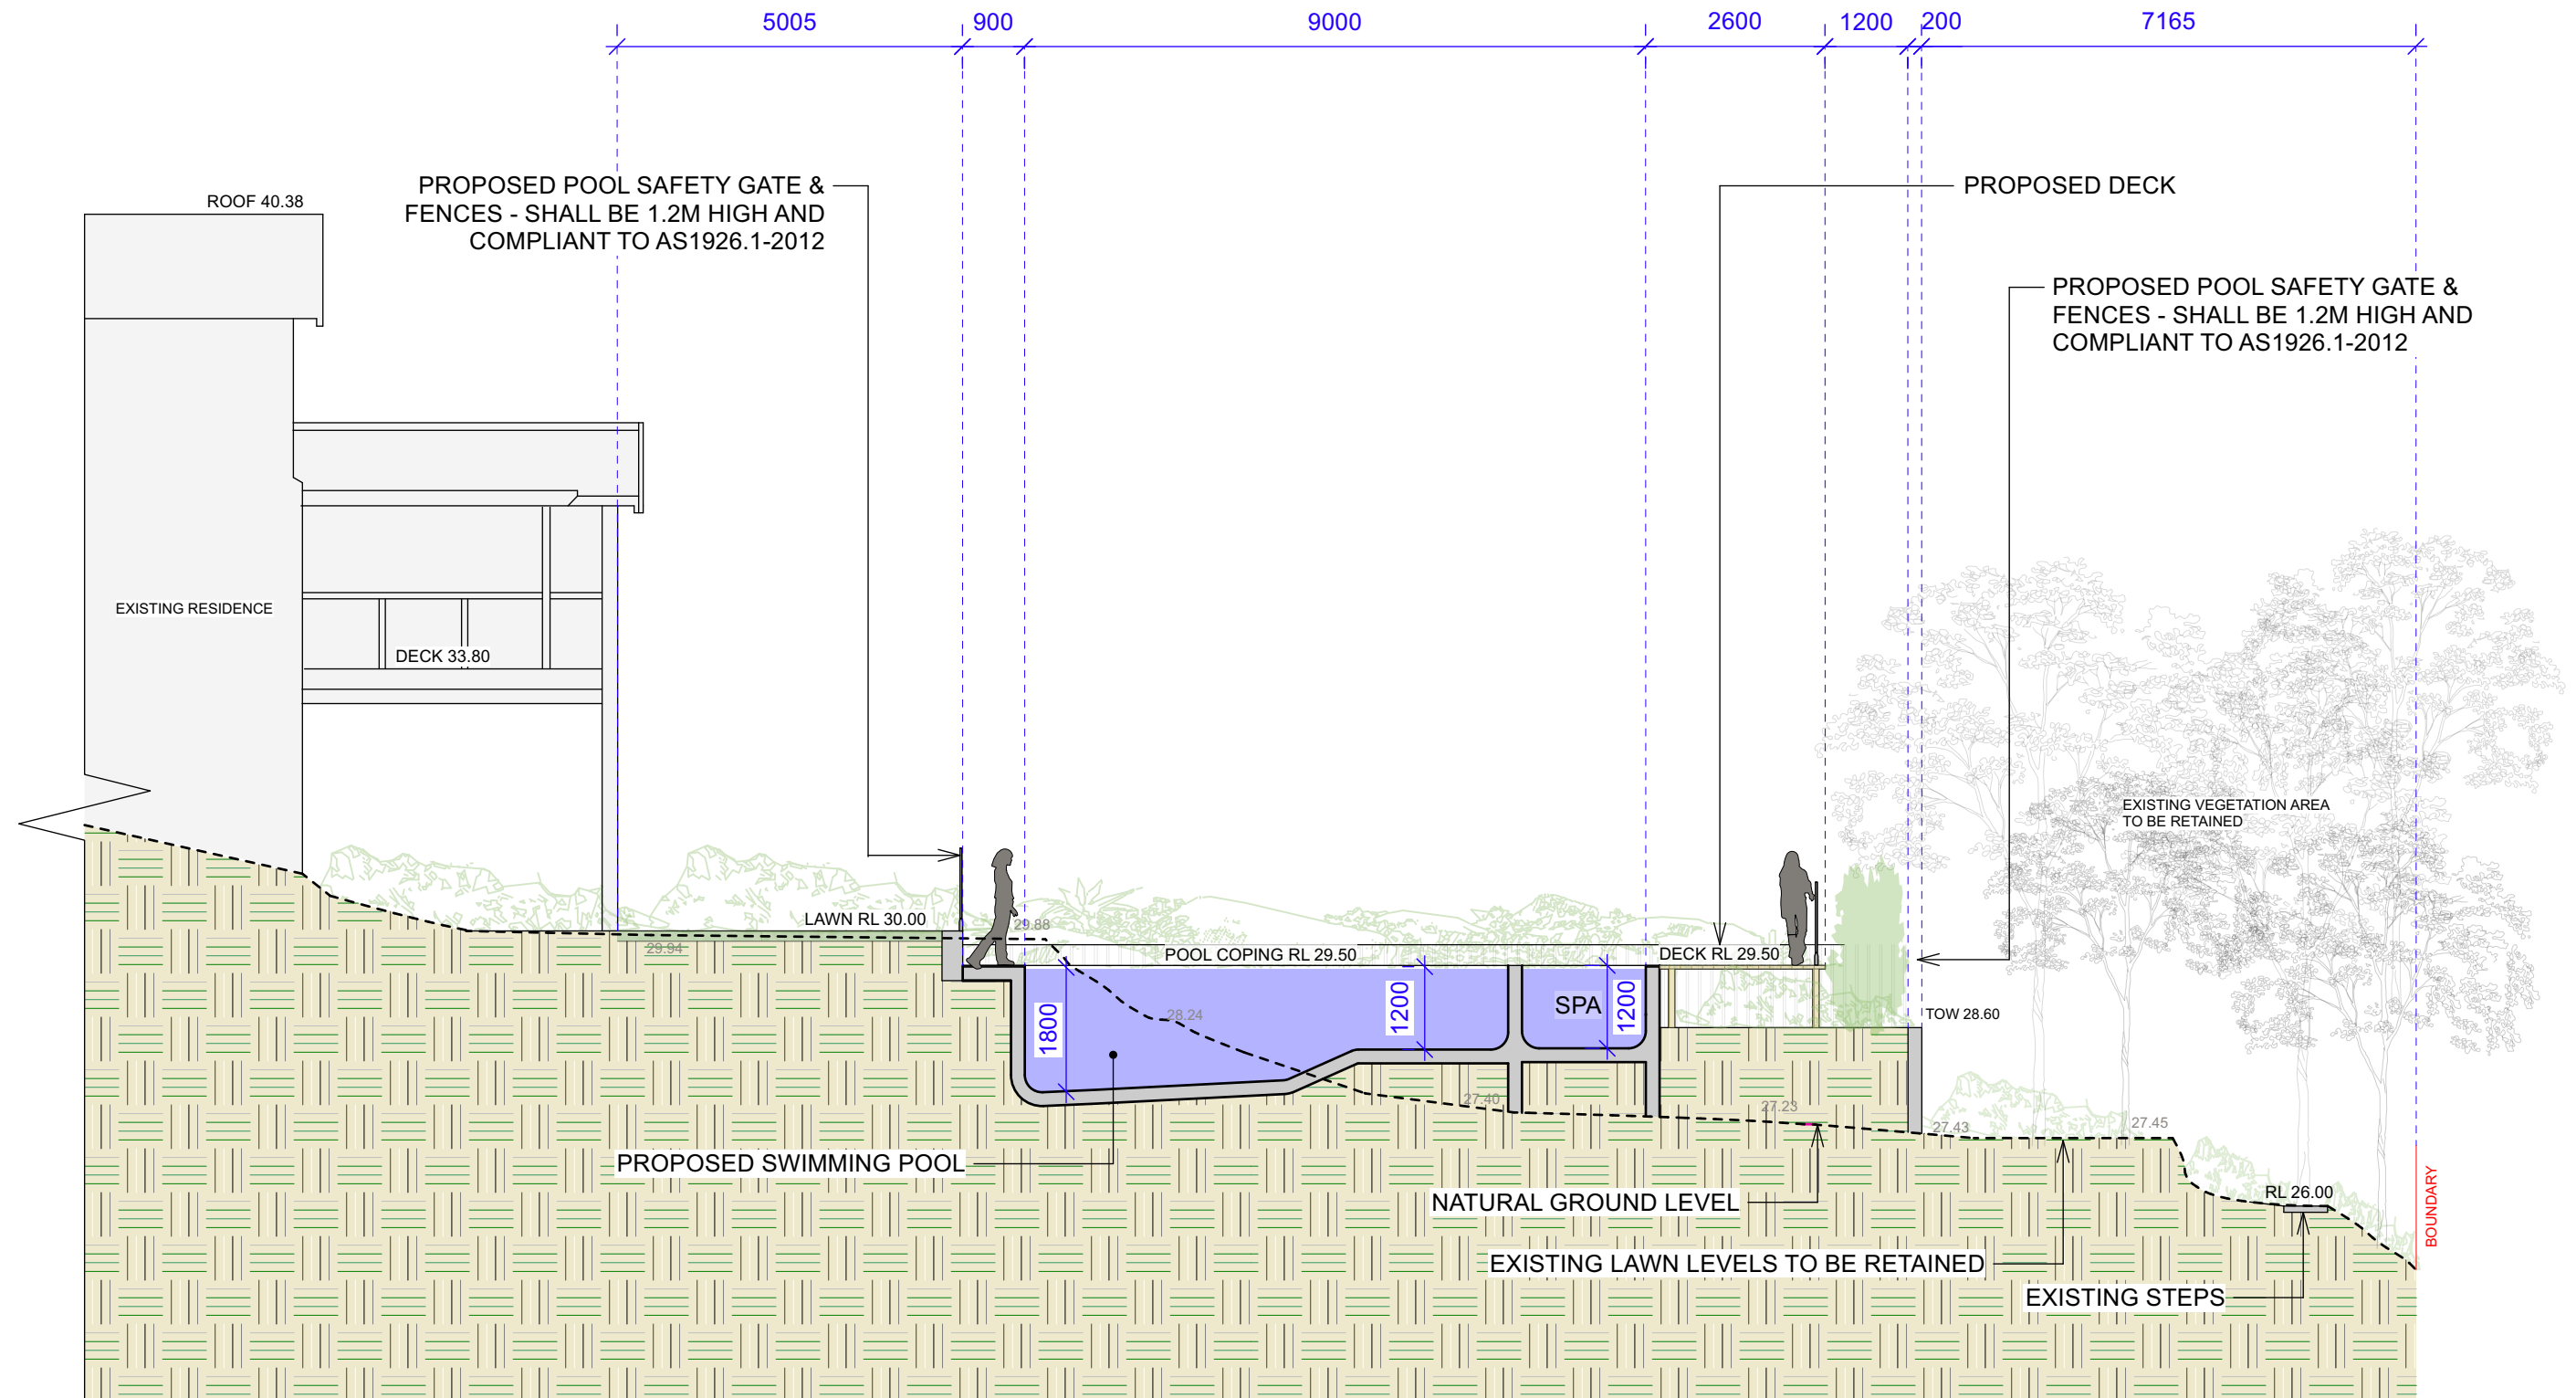 5005
900
9000
2600
1200
200
7165
PROPOSED POOL SAFETY GATE &
FENCES - SHALL BE 1.2M HIGH AND
COMPLIANT TO AS1926.1-2012
PROPOSED DECK
ROOF 40.38
PROPOSED POOL SAFETY GATE &
FENCES - SHALL BE 1.2M HIGH AND
COMPLIANT TO AS1926.1-2012
EXISTING RESIDENCE
DECK 33.80
EXISTING VEGETATION AREA
TO BE RETAINED
LAWN RL 30.00
29.88
29.94
POOL COPING RL 29.50
DECK RL 29.50
1800
28.24
1200
SPA
1200
TOW 28.60
27.40
27.23
27.43
27.45
PROPOSED SWIMMING POOL
NATURAL GROUND LEVEL
RL 26.00
BOUNDARY
EXISTING LAWN LEVELS TO BE RETAINED
EXISTING STEPS